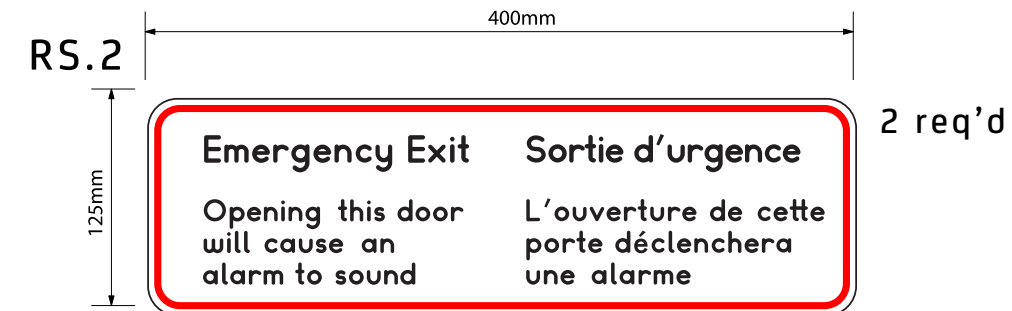 400mm
RS.2
2 req'd
125mm
Emergency Exit
Opening this door
will cause an
alarm to sound
Sortie d'urgence
L'ouverture de cette
porte déclenchera
une alarme